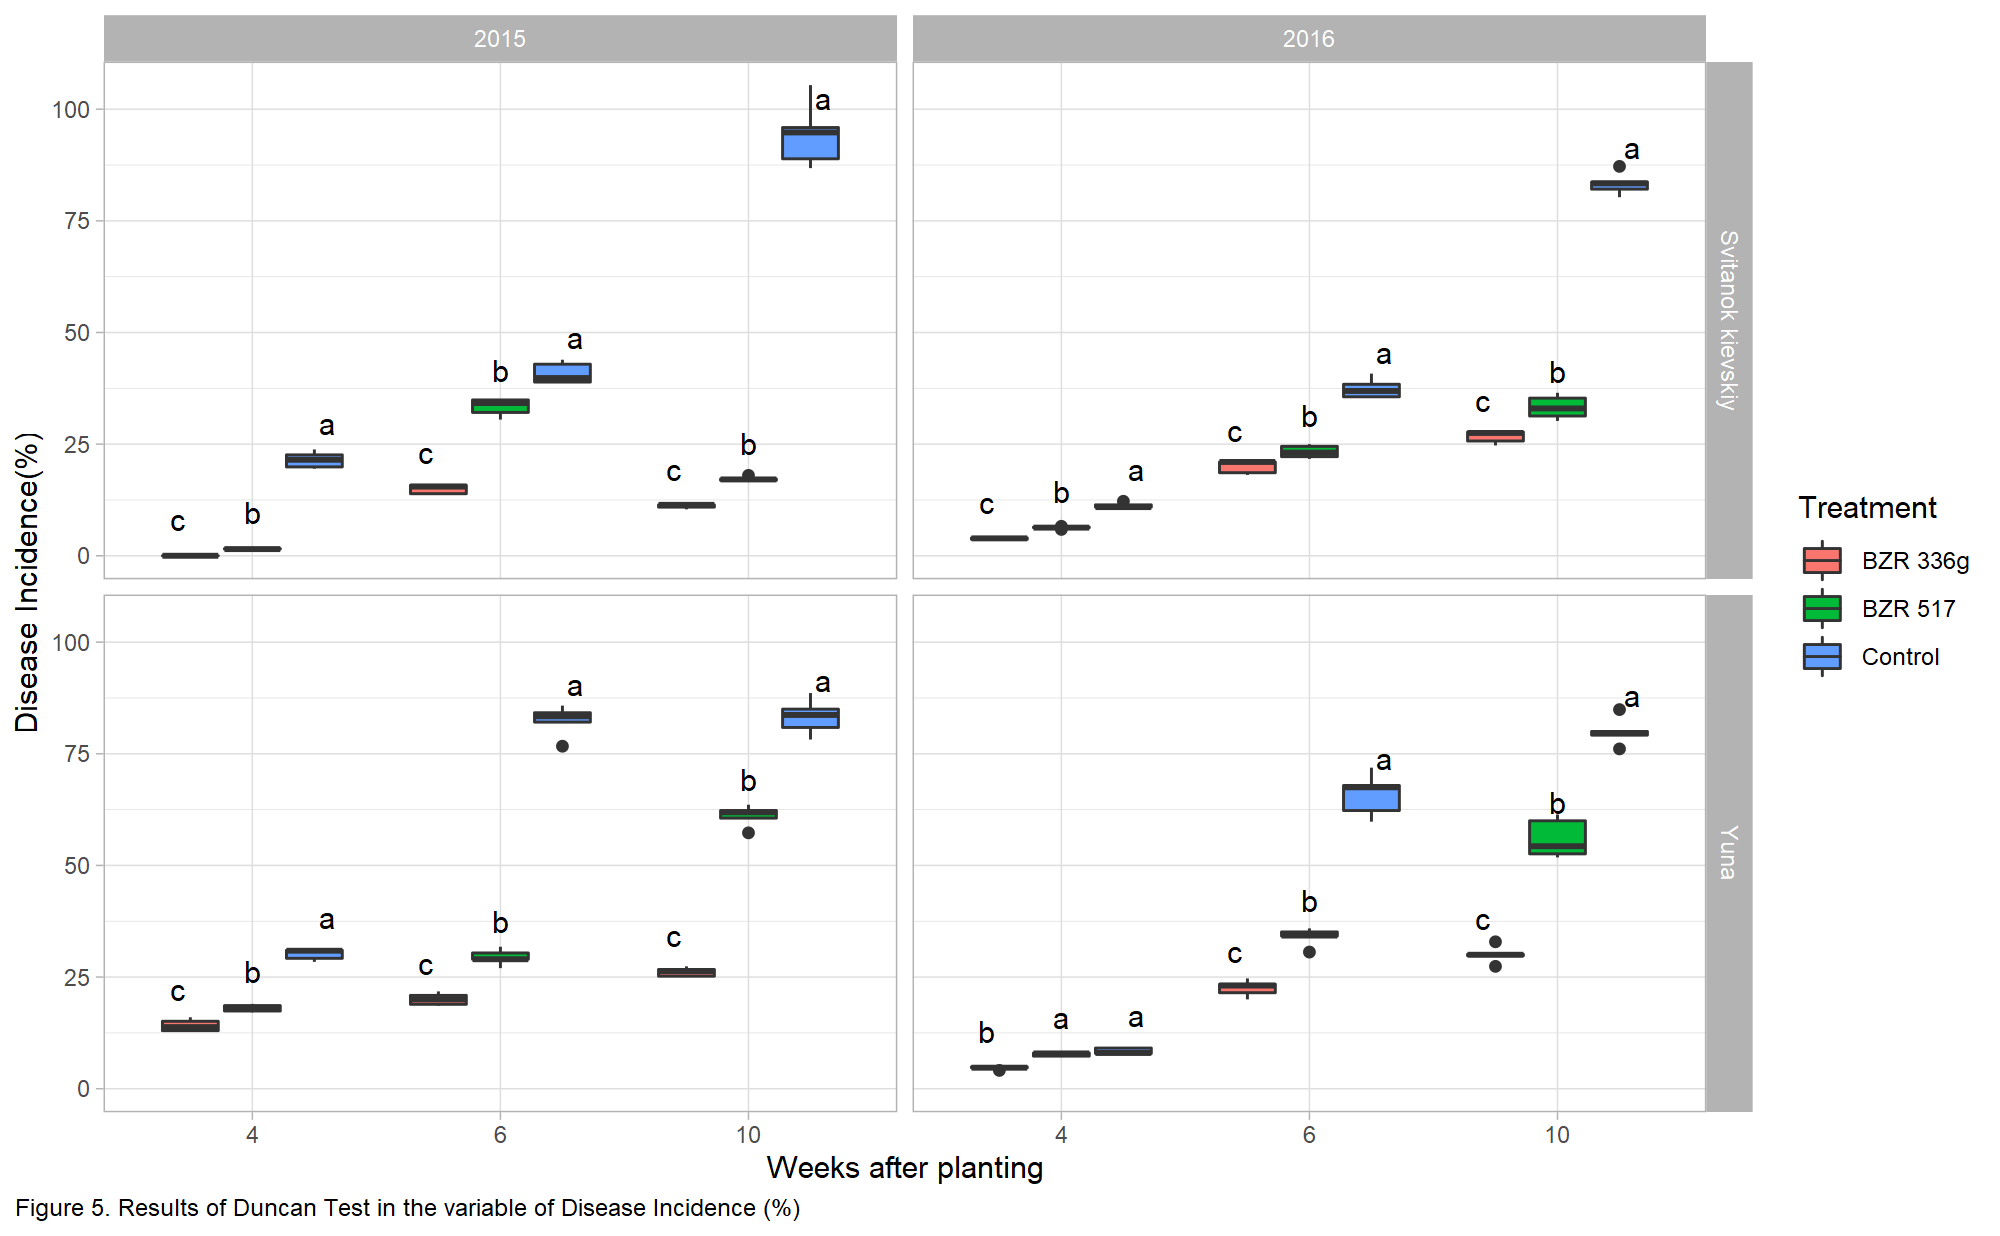 2015 2016
100
75
50
25
0
c b a c b a c b a
c b a c b a c b a
Svitanok kievskiy
100
75
50
25
0
c b a c b a c b a
b a a c b a c b a
Yuna
4 6 10 4 6 10
Weeks after planting
Disease Incidence(%)
Treatment
BZR 336g
BZR 517
Control
Figure 5. Results of Duncan Test in the variable of Disease Incidence (%)